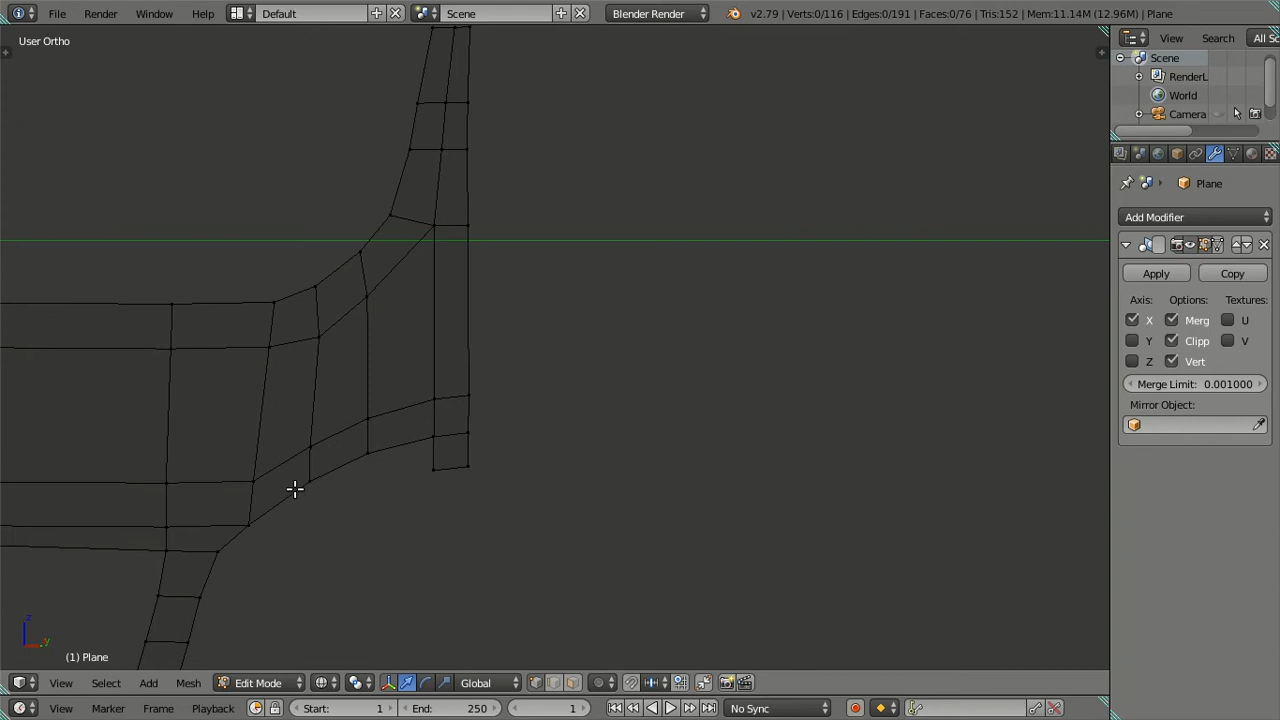 File Render Window Help Default Scene Blender Render v2.79 | Verts:0/116 | Edges:0/191 | Faces:0/76 | Tris:152 | Mem:11.14M (12.96M) | Plane
User Ortho
View Search All S
Scene
RenderL
World
Camera
Plane
Add Modifier
Apply Copy
Axis: Options: Textures:
X Merg U
Y Clipp V
Z Vert
Merge Limit: 0.001000
Mirror Object:
z
y
(1) Plane
View Select Add Mesh Edit Mode Global
View Marker Frame Playback Start: 1 End: 250 1 No Sync